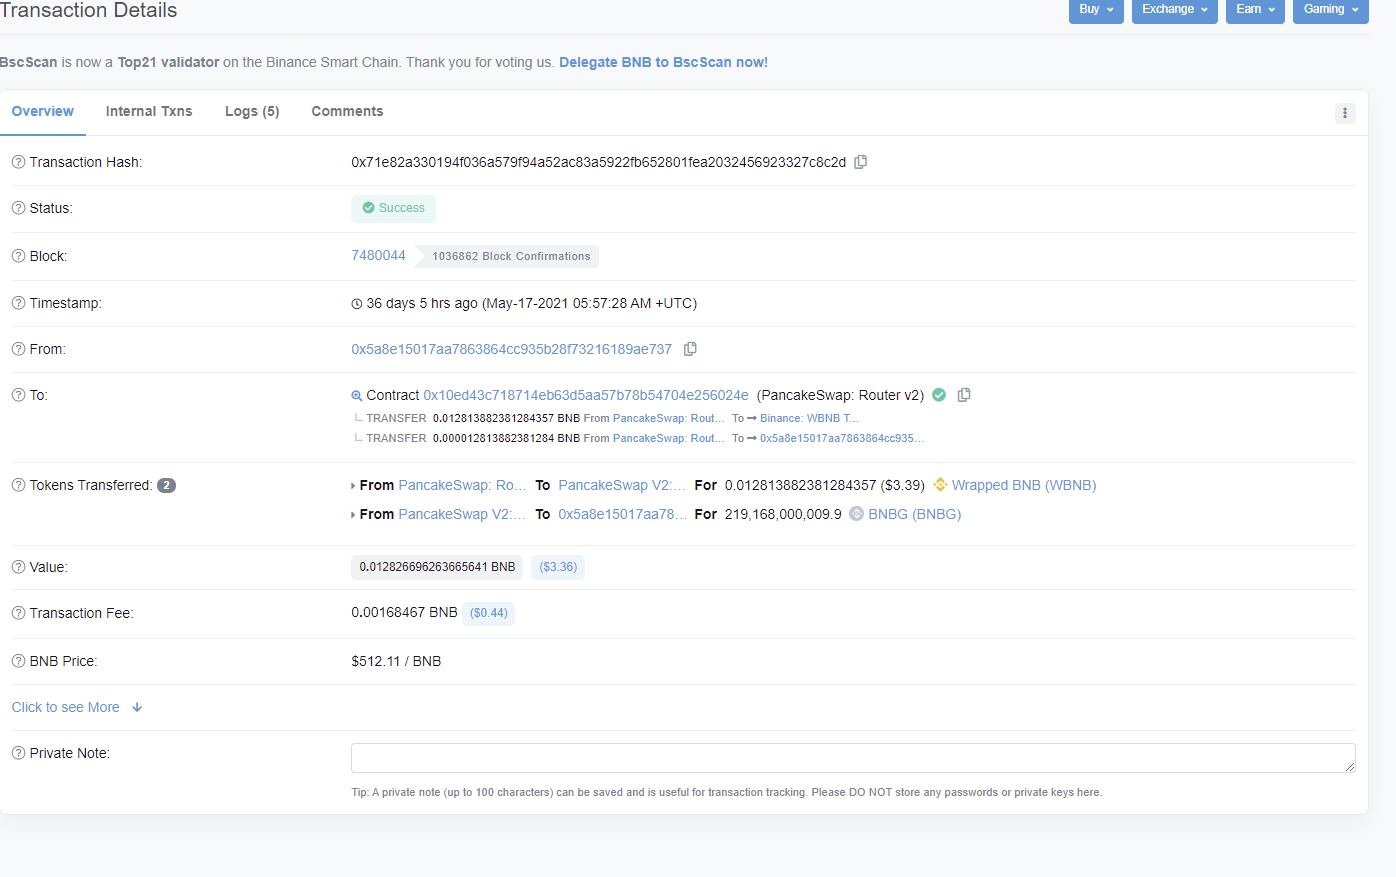 Transaction Details
Buy
Exchange
Earn
Gaming
BscScan is now a Top21 validator on the Binance Smart Chain. Thank you for voting us. Delegate BNB to BscScan now!
Overview Internal Txns Logs (5) Comments
Transaction Hash: 0x71e82a330194f036a579f94a52ac83a5922fb652801fea2032456923327c8c2d
Status: Success
Block: 7480044 1036862 Block Confirmations
Timestamp: 36 days 5 hrs ago (May-17-2021 05:57:28 AM +UTC)
From: 0x5a8e15017aa7863864cc935b28f73216189ae737
To: Contract 0x10ed43c718714eb63d5aa57b78b54704e256024e (PancakeSwap: Router v2)
TRANSFER 0.012813882381284357 BNB From PancakeSwap: Rout... To → Binance: WBNB T...
TRANSFER 0.000012813882381284 BNB From PancakeSwap: Rout... To → 0x5a8e15017aa7863864cc935...
Tokens Transferred: 2 From PancakeSwap: Ro... To PancakeSwap V2:... For 0.012813882381284357 ($3.39) Wrapped BNB (WBNB)
From PancakeSwap V2:... To 0x5a8e15017aa78... For 219,168,000,009.9 BNBG (BNBG)
Value: 0.012826696263665641 BNB ($3.36)
Transaction Fee: 0.00168467 BNB ($0.44)
BNB Price: $512.11 / BNB
Click to see More ↓
Private Note:
Tip: A private note (up to 100 characters) can be saved and is useful for transaction tracking. Please DO NOT store any passwords or private keys here.